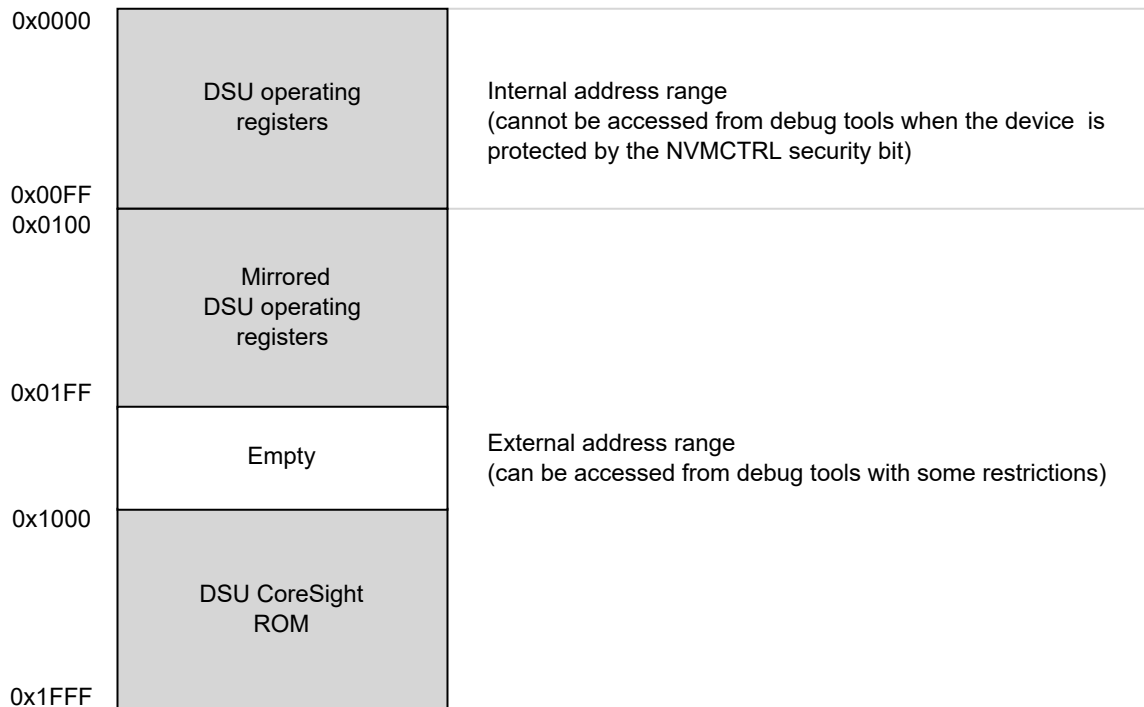 0x0000
DSU operating
registers
Internal address range
(cannot be accessed from debug tools when the device is
protected by the NVMCTRL security bit)
0x00FF
0x0100
Mirrored
DSU operating
registers
0x01FF
Empty
External address range
(can be accessed from debug tools with some restrictions)
0x1000
DSU CoreSight
ROM
0x1FFF